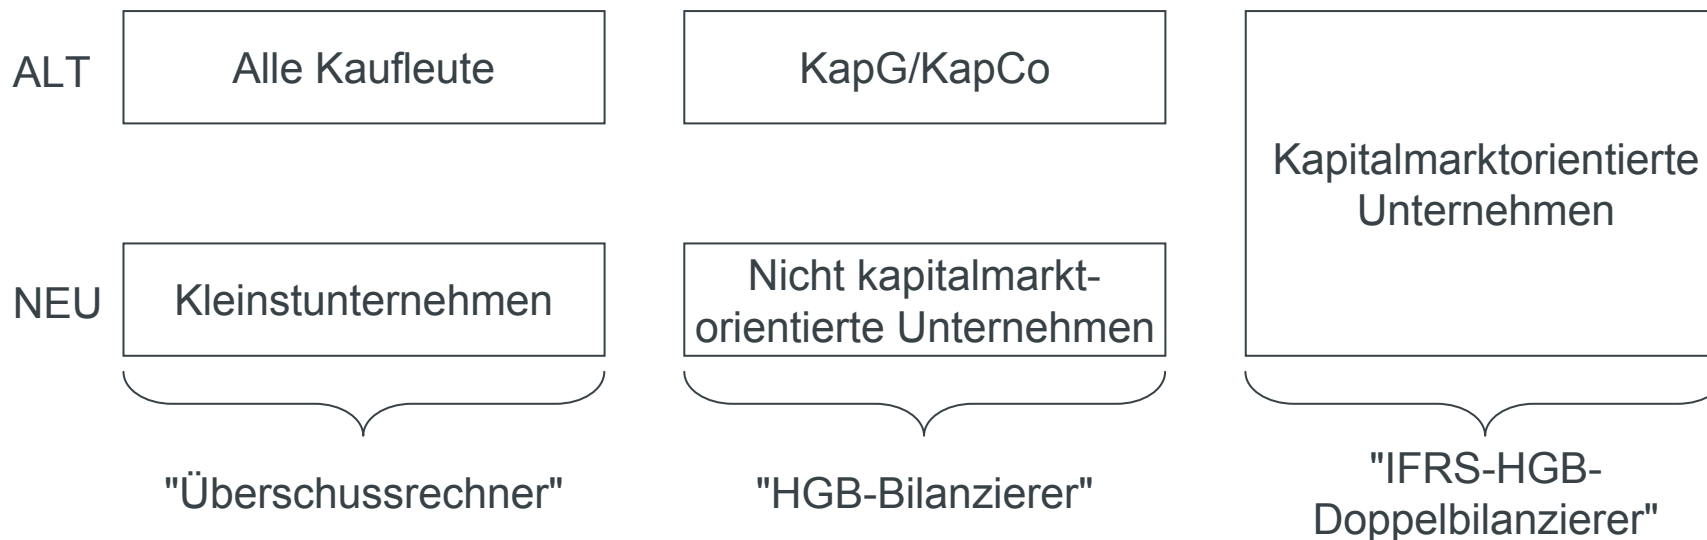 ALT
Alle Kaufleute
KapG/KapCo
Kapitalmarktorientierte
Unternehmen
NEU
Kleinstunternehmen
Nicht kapitalmarkt-
orientierte Unternehmen
"Überschussrechner"
"HGB-Bilanzierer"
"IFRS-HGB-
Doppelbilanzierer"